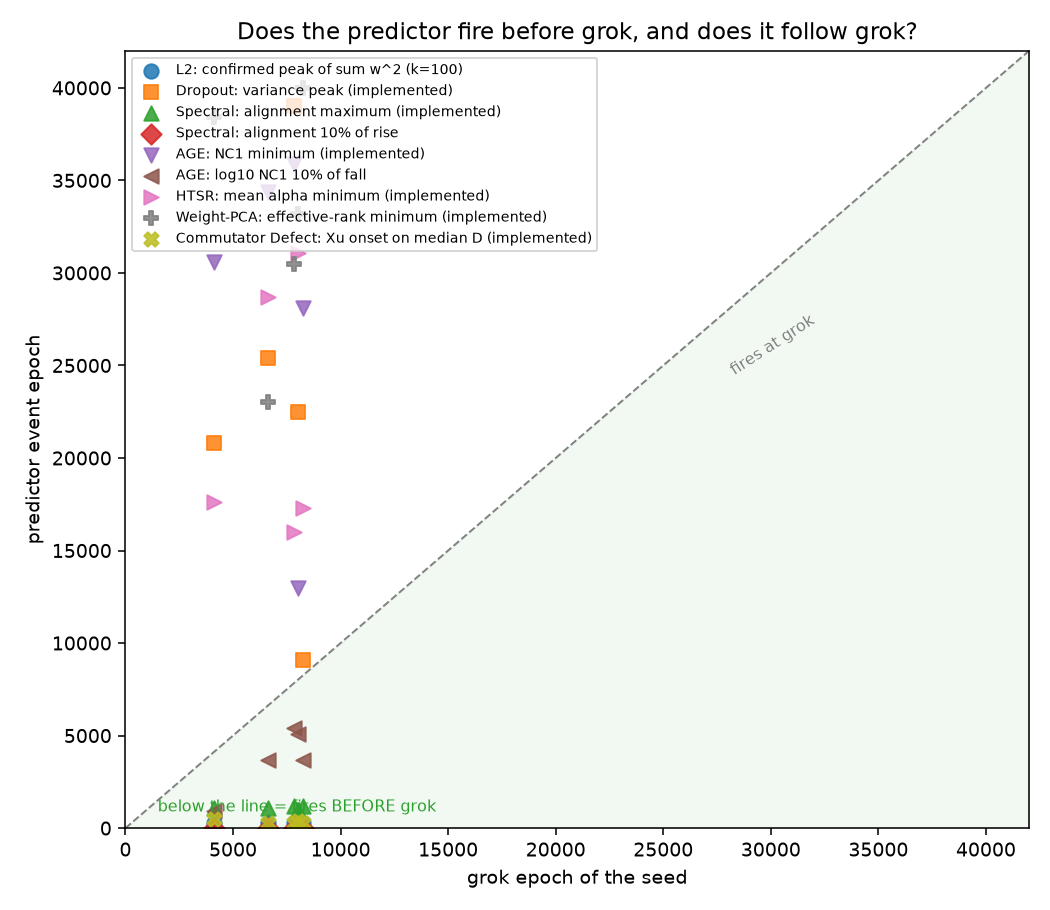 Does the predictor fire before grok, and does it follow grok?
L2: confirmed peak of sum w^2 (k=100)
Dropout: variance peak (implemented)
Spectral: alignment maximum (implemented)
Spectral: alignment 10% of rise
AGE: NC1 minimum (implemented)
AGE: log10 NC1 10% of fall
HTSR: mean alpha minimum (implemented)
Weight-PCA: effective-rank minimum (implemented)
Commutator Defect: Xu onset on median D (implemented)
40000
35000
30000
25000
20000
15000
10000
5000
0
predictor event epoch
fires at grok
below the line = fires BEFORE grok
0 5000 10000 15000 20000 25000 30000 35000 40000
grok epoch of the seed